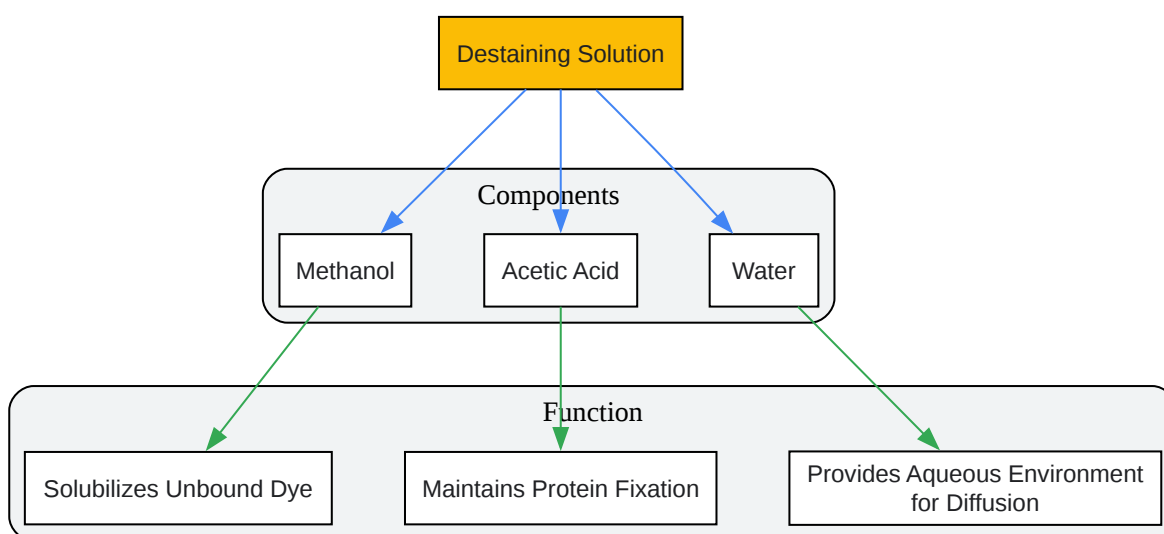 Destaining Solution
Components
Methanol
Acetic Acid
Water
Function
Solubilizes Unbound Dye
Maintains Protein Fixation
Provides Aqueous Environment
for Diffusion